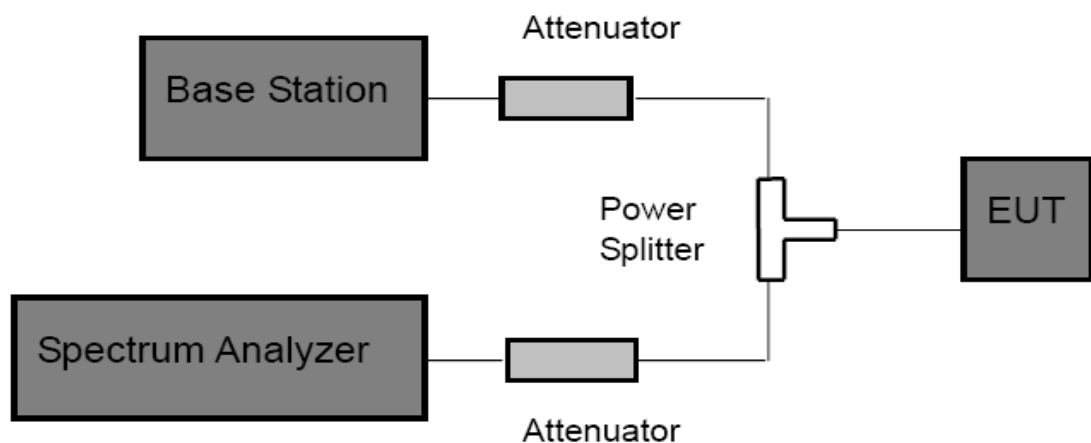 Attenuator
Base Station
Power
Splitter
EUT
Spectrum Analyzer
Attenuator